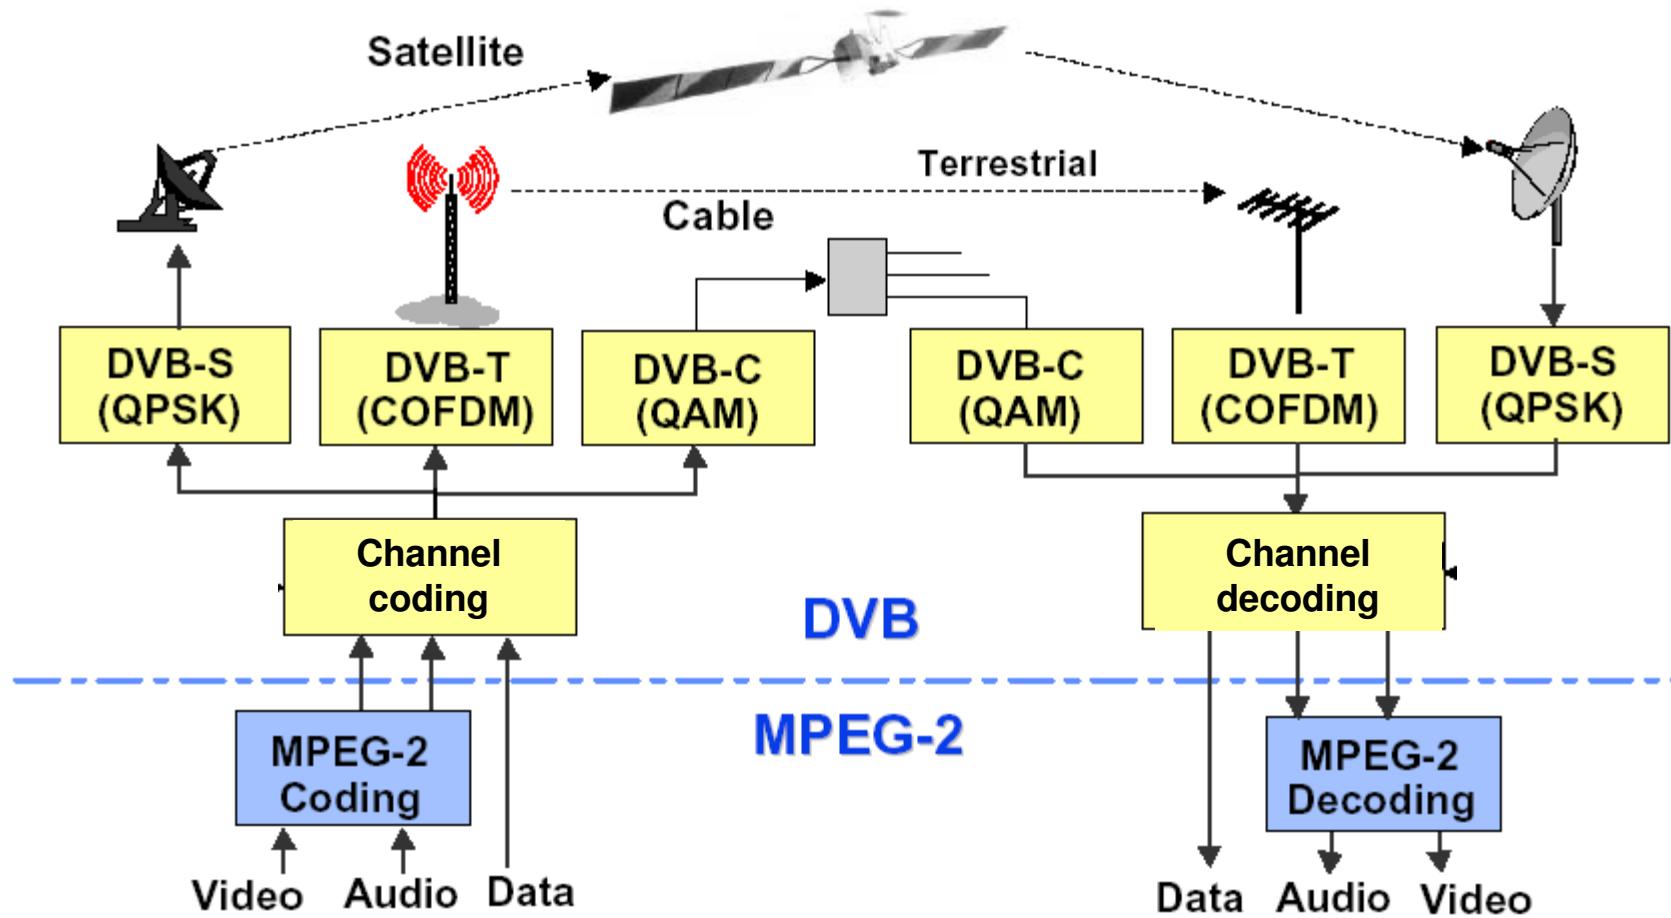 Satellite
Terrestrial
Cable
DVB-S
(QPSK)
DVB-T
(COFDM)
DVB-C
(QAM)
DVB-C
(QAM)
DVB-T
(COFDM)
DVB-S
(QPSK)
Channel
coding
Channel
decoding
DVB
MPEG-2
MPEG-2
Coding
MPEG-2
Decoding
Video
Audio
Data
Data
Audio
Video